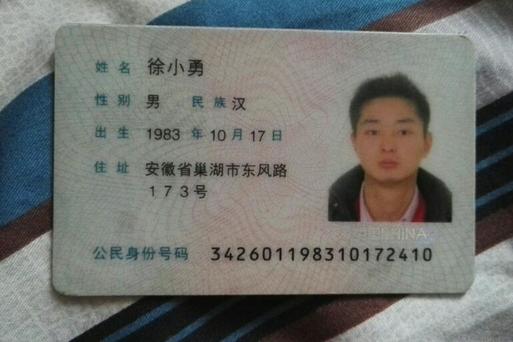 姓名 徐小勇
性别 男 民族 汉
出生 1983 年 10 月 17 日
住址 安徽省巢湖市东风路
173号
CHINA
公民身份号码 342601198310172410